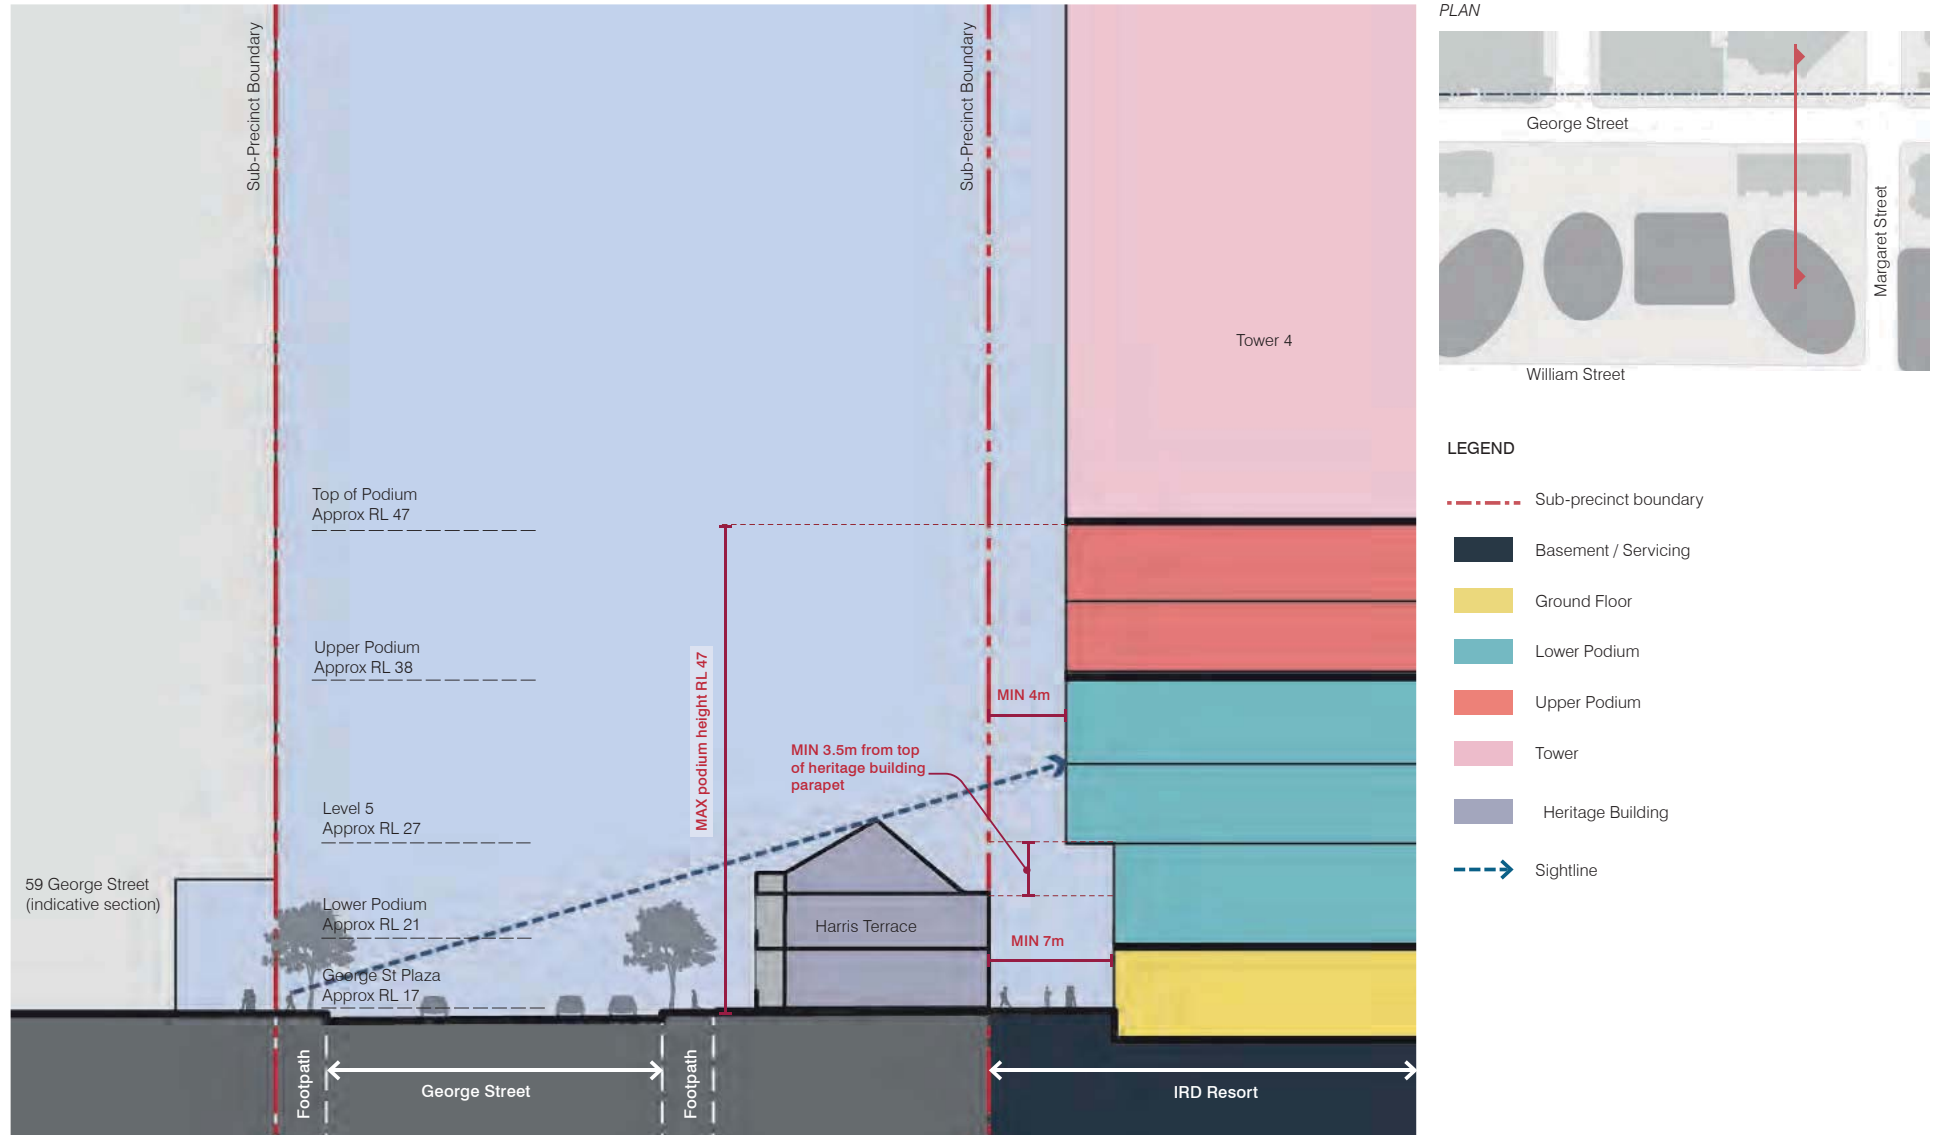 Sub-Precinct Boundary
Sub-Precinct Boundary
Tower 4
Top of Podium
Approx RL 47
Upper Podium
Approx RL 38
MAX podium height RL 47
MIN 4m
MIN 3.5m from top
of heritage building
parapet
Level 5
Approx RL 27
59 George Street
(indicative section)
Lower Podium
Approx RL 21
Harris Terrace
MIN 7m
George St Plaza
Approx RL 17
Footpath
George Street
Footpath
IRD Resort
PLAN
George Street
Margaret Street
William Street
LEGEND
Sub-precinct boundary
Basement / Servicing
Ground Floor
Lower Podium
Upper Podium
Tower
Heritage Building
Sightline